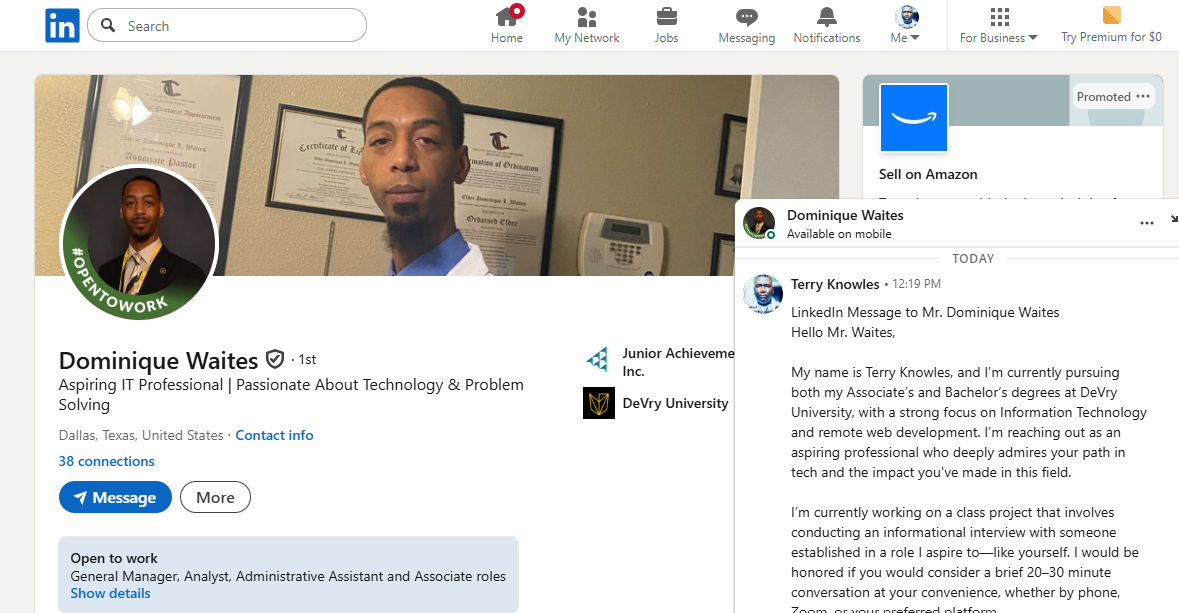 in
Search
Home
My Network
Jobs
Messaging
Notifications
Me
For Business
Try Premium for $0
Pastoral Appointment
Associate Pastor
Certificate of Lic
Ordained Elder
#OPENTOWORK
Dominique Waites · 1st
Aspiring IT Professional | Passionate About Technology & Problem
Solving
Dallas, Texas, United States · Contact info
38 connections
Message
More
Junior Achieveme
Inc.
DeVry University
Open to work
General Manager, Analyst, Administrative Assistant and Associate roles
Show details
Promoted
Sell on Amazon
Dominique Waites
Available on mobile
TODAY
Terry Knowles • 12:19 PM
LinkedIn Message to Mr. Dominique Waites
Hello Mr. Waites,
My name is Terry Knowles, and I’m currently pursuing
both my Associate’s and Bachelor’s degrees at DeVry
University, with a strong focus on Information Technology
and remote web development. I’m reaching out as an
aspiring professional who deeply admires your path in
tech and the impact you've made in this field.
I’m currently working on a class project that involves
conducting an informational interview with someone
established in a role I aspire to—like yourself. I would be
honored if you would consider a brief 20–30 minute
conversation at your convenience, whether by phone,
Zoom, or your preferred platform.